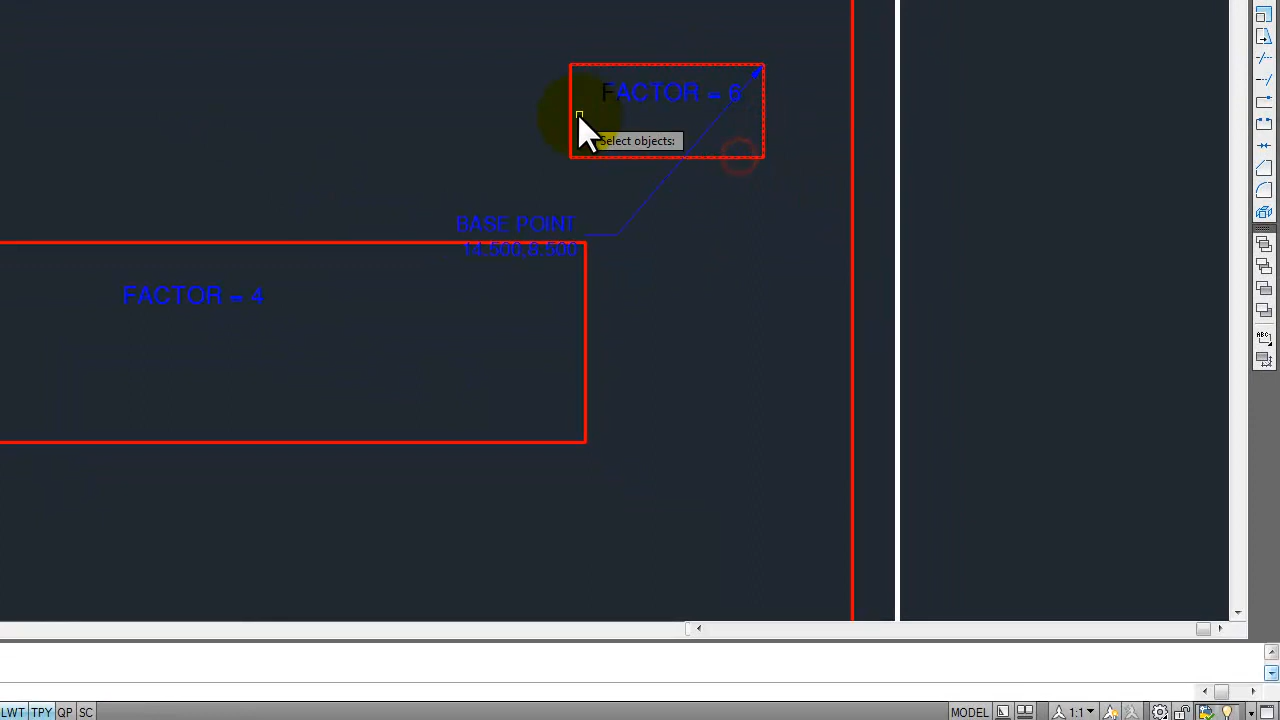 FACTOR = 6
Select objects:
BASE POINT
14.500,8.500
FACTOR = 4
ABC
LWT TPY QP SC
MODEL 1:1